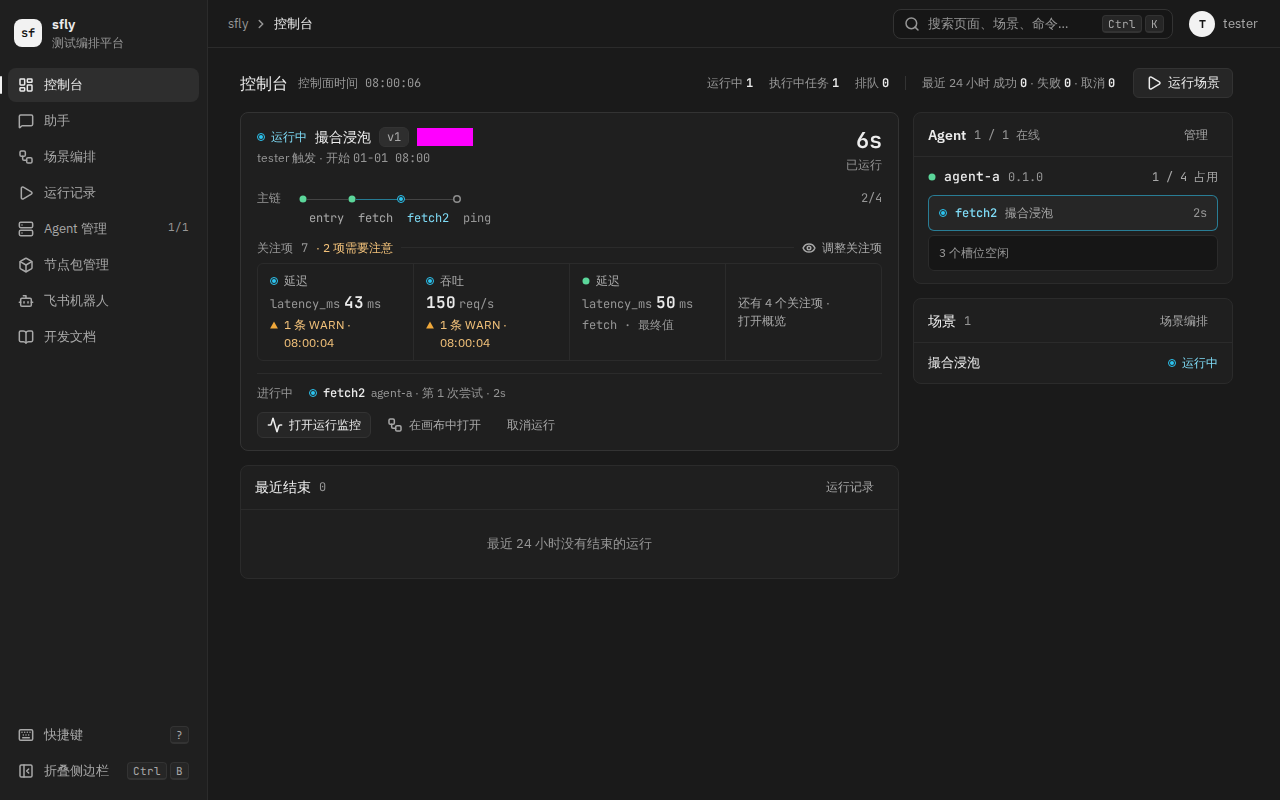 sf
sfly
测试编排平台
控制台
助手
场景编排
运行记录
Agent 管理 1/1
节点包管理
飞书机器人
开发文档
快捷键 ?
折叠侧边栏 Ctrl B
sfly 控制台
搜索页面、场景、命令... Ctrl K
T tester
控制台 控制面时间 08:00:06
运行中 1 执行中任务 1 排队 0 最近 24 小时 成功 0 · 失败 0 · 取消 0
运行场景
运行中 撮合浸泡 v1
tester 触发 · 开始 01-01 08:00
6s
已运行
主链
2/4
entry fetch fetch2 ping
关注项 7 · 2 项需要注意
调整关注项
延迟
latency_ms 43 ms
1 条 WARN ·
08:00:04
吞吐
150 req/s
1 条 WARN ·
08:00:04
延迟
latency_ms 50 ms
fetch · 最终值
还有 4 个关注项 ·
打开概览
进行中 fetch2 agent-a · 第 1 次尝试 · 2s
打开运行监控 在画布中打开 取消运行
最近结束 0 运行记录
最近 24 小时没有结束的运行
Agent 1 / 1 在线 管理
agent-a 0.1.0 1 / 4 占用
fetch2 撮合浸泡 2s
3 个槽位空闲
场景 1 场景编排
撮合浸泡 运行中